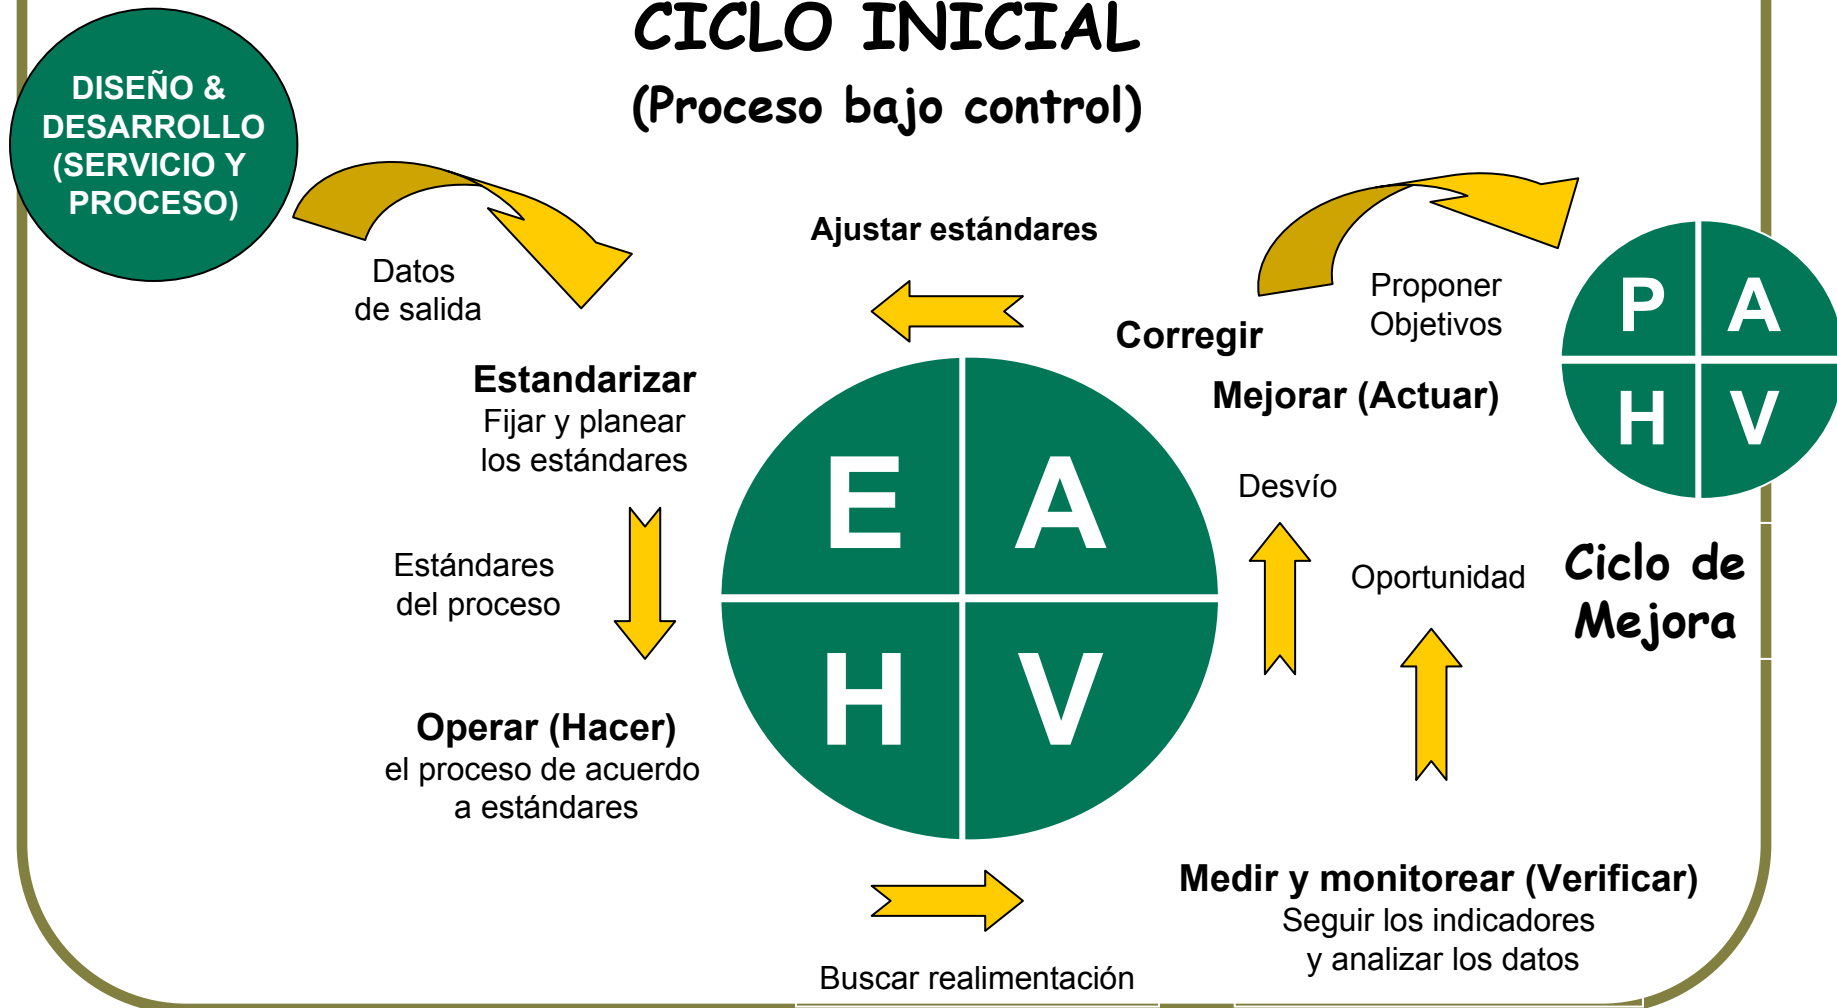 CICLO INICIAL
(Proceso bajo control)
DISEÑO &
DESARROLLO
(SERVICIO Y
PROCESO)
Datos
de salida
Ajustar estándares
Proponer
Objetivos
Corregir
Mejorar (Actuar)
P A
H V
Estandarizar
Fijar y planear
los estándares
E A
H V
Desvío
Oportunidad
Ciclo de
Mejora
Estándares
del proceso
Operar (Hacer)
el proceso de acuerdo
a estándares
Medir y monitorear (Verificar)
Seguir los indicadores
y analizar los datos
Buscar realimentación